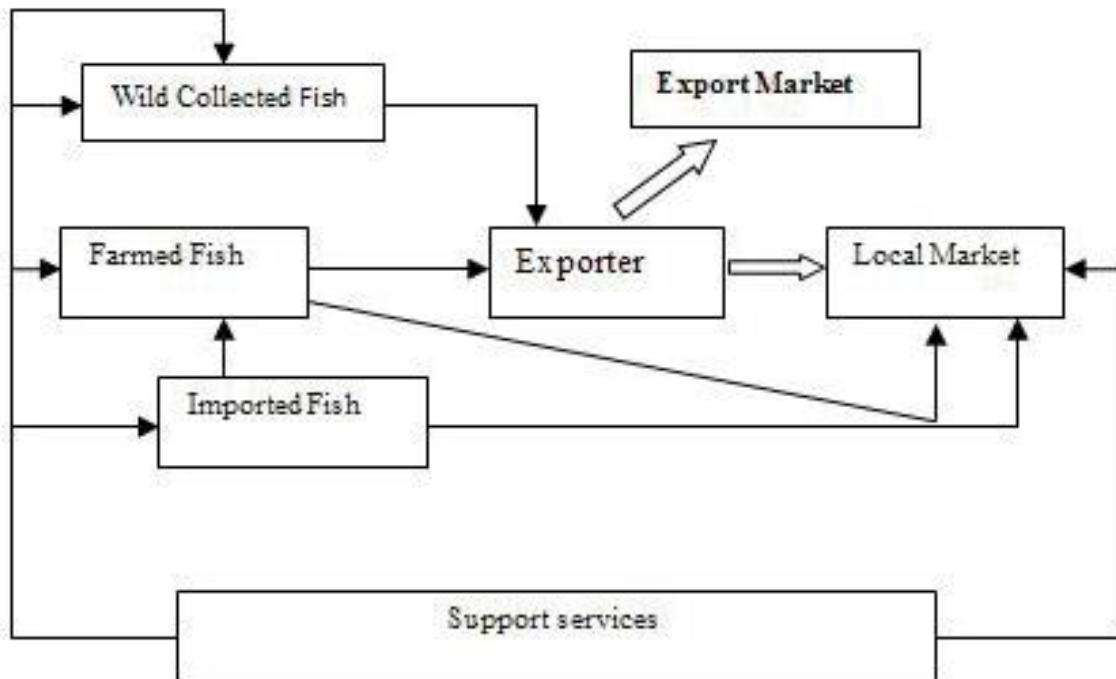 Wild Collected Fish
Export Market
Farmed Fish
Exporter
Local Market
Imported Fish
Support services